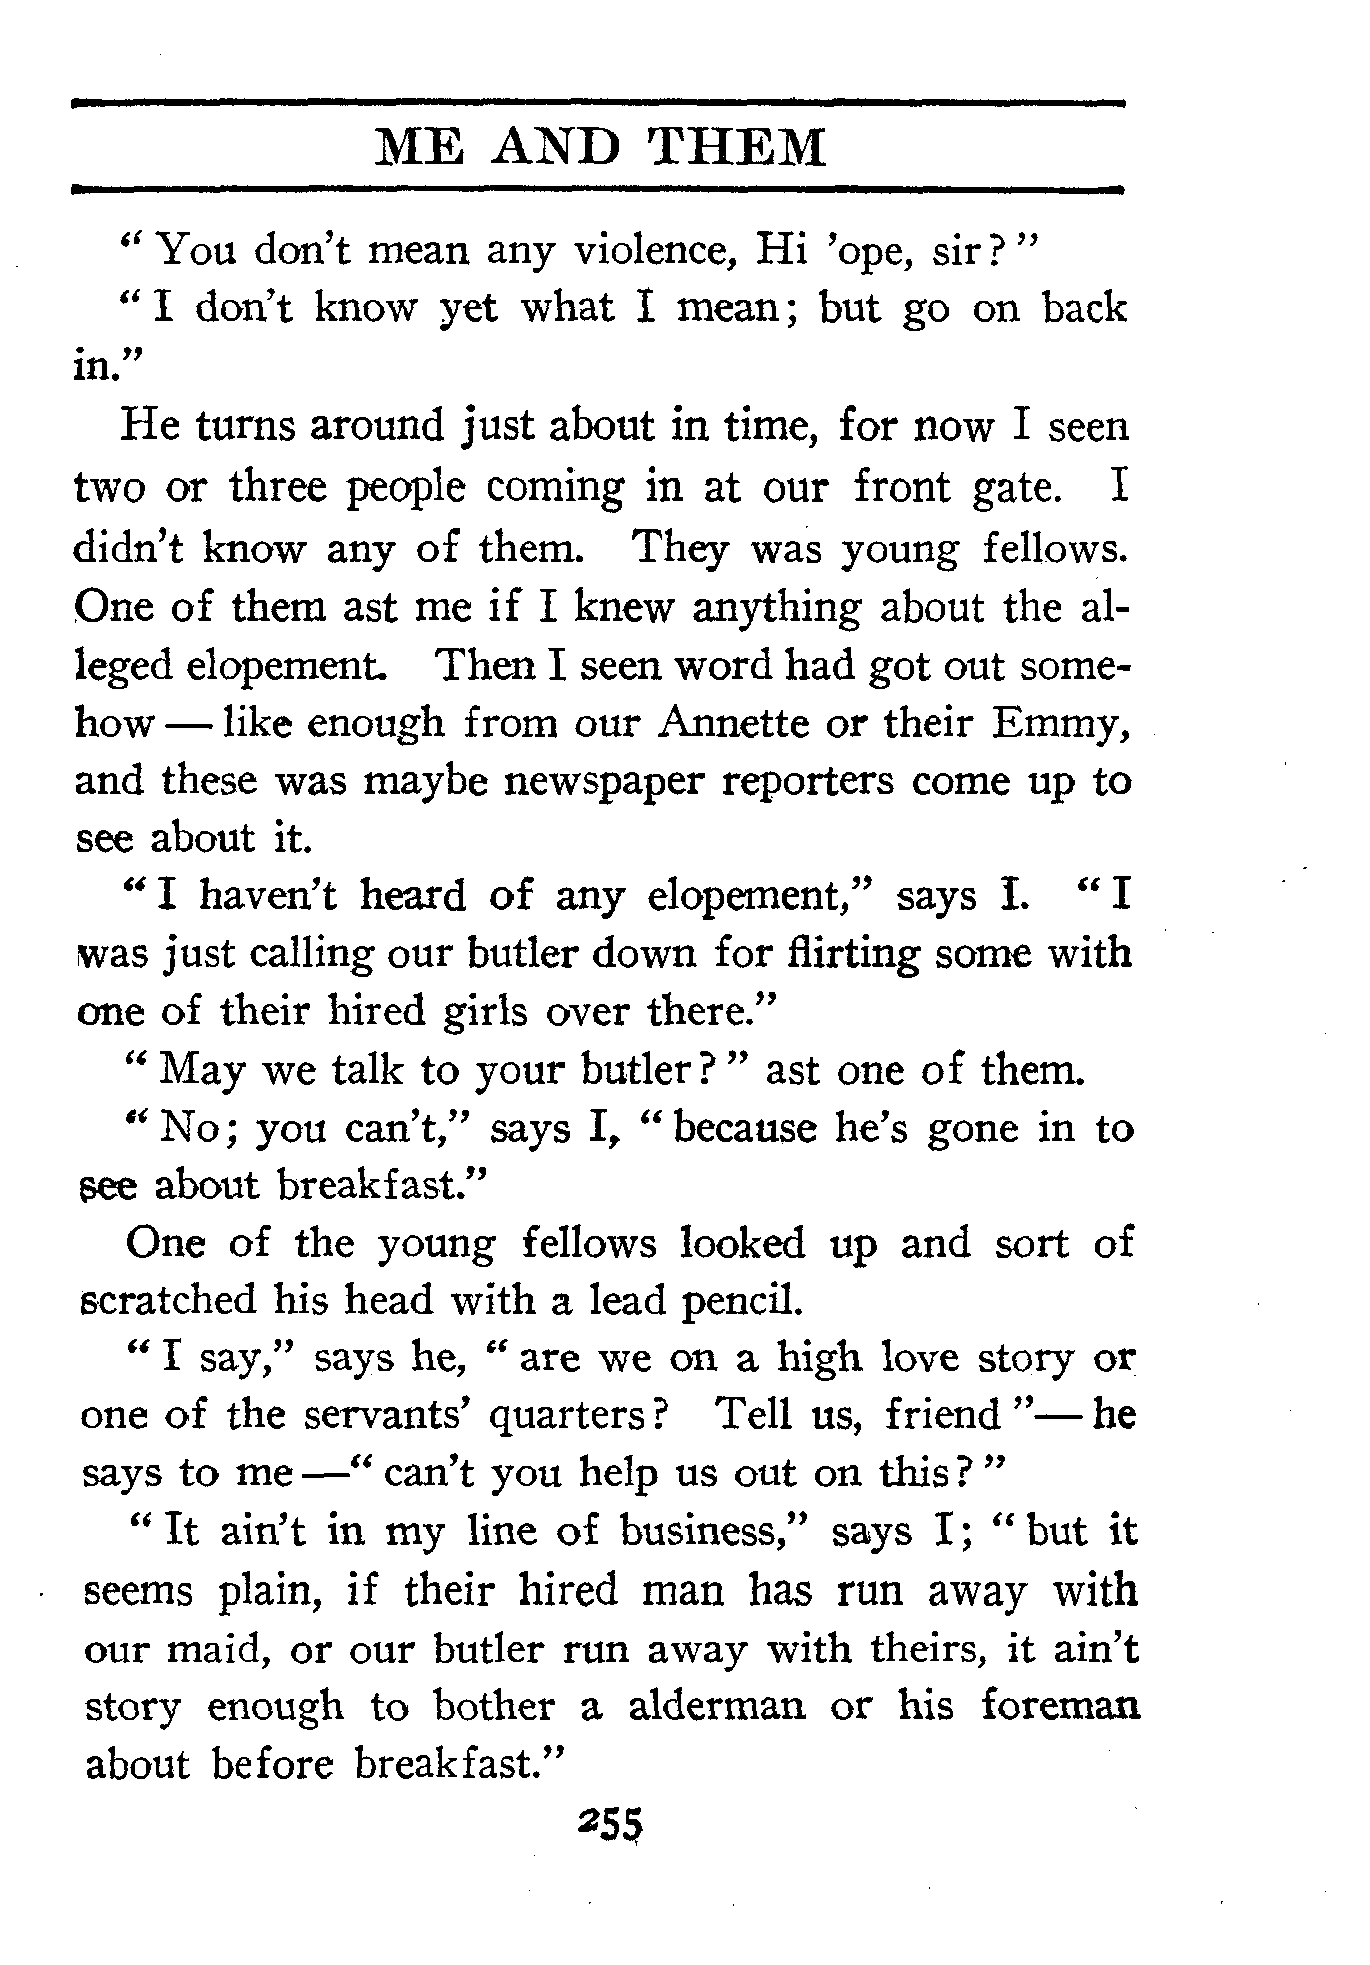 ME AND THEM
“ You don’t mean any violence, Hi ’ope, sir? ”
“ I don’t know yet what I mean; but go on back
in.”
He turns around just about in time, for now I seen
two or three people coming in at our front gate. I
didn’t know any of them. They was young fellows.
One of them ast me if I knew anything about the al-
leged elopement. Then I seen word had got out some-
how — like enough from our Annette or their Emmy,
and these was maybe newspaper reporters come up to
see about it.
“ I haven’t heard of any elopement,” says I. “ I
was just calling our butler down for flirting some with
one of their hired girls over there.”
“ May we talk to your butler? ” ast one of them.
“ No; you can’t,” says I, “ because he’s gone in to
see about breakfast.”
One of the young fellows looked up and sort of
scratched his head with a lead pencil.
“ I say,” says he, “ are we on a high love story or
one of the servants’ quarters? Tell us, friend ”— he
says to me —“ can’t you help us out on this? ”
“ It ain’t in my line of business,” says I; “ but it
seems plain, if their hired man has run away with
our maid, or our butler run away with theirs, it ain’t
story enough to bother a alderman or his foreman
about before breakfast.”
255